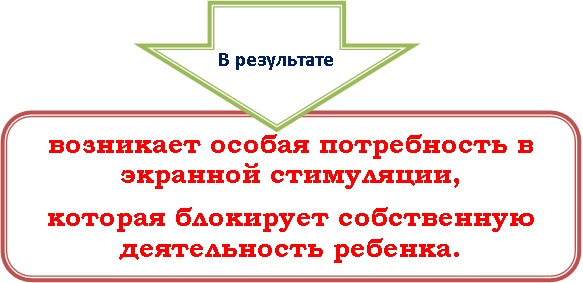 В результате
возникает особая потребность в
экранной стимуляции,
которая блокирует собственную
деятельность ребенка.